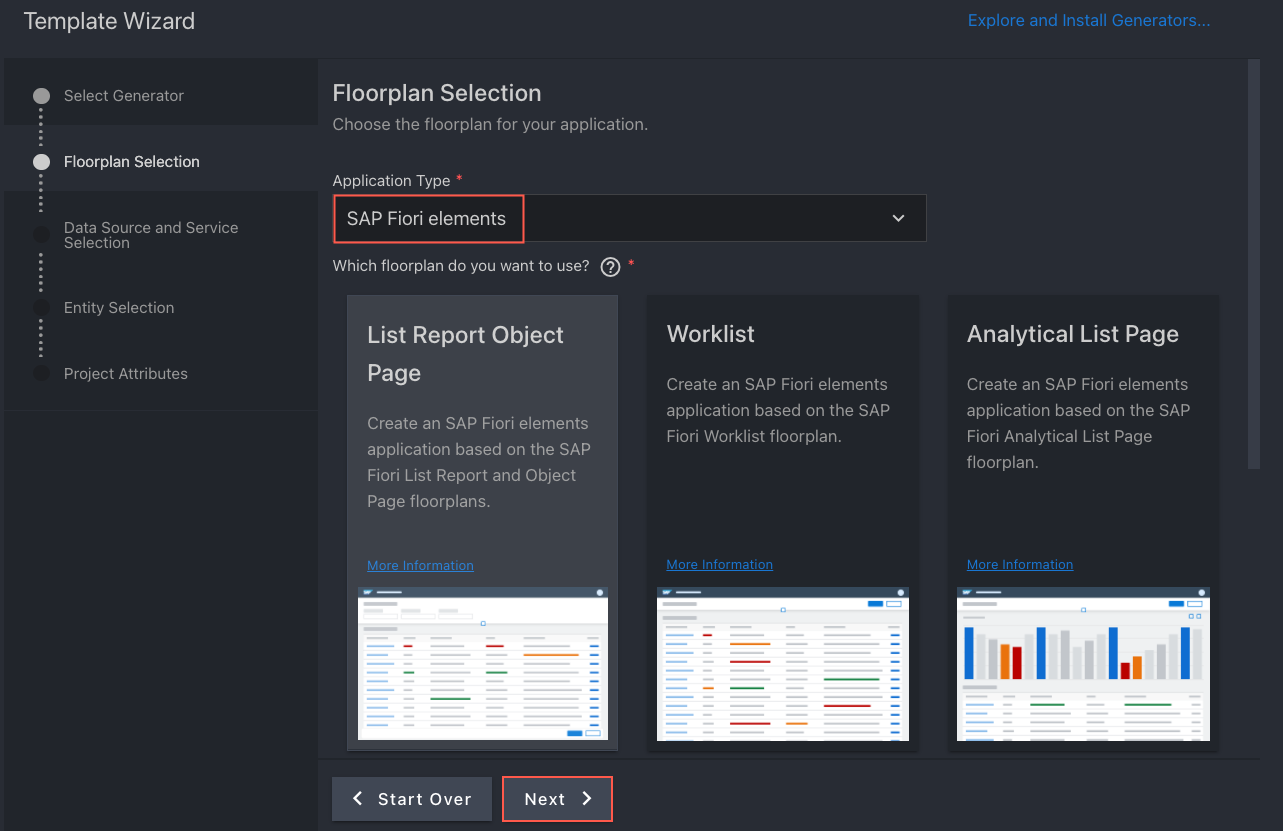 Template Wizard
Explore and Install Generators...
Select Generator
Floorplan Selection
Data Source and Service
Selection
Entity Selection
Project Attributes
Floorplan Selection
Choose the floorplan for your application.
Application Type *
SAP Fiori elements
Which floorplan do you want to use? ? *
List Report Object
Page
Create an SAP Fiori elements
application based on the SAP
Fiori List Report and Object
Page floorplans.
More Information
Worklist
Create an SAP Fiori elements
application based on the SAP
Fiori Worklist floorplan.
More Information
Analytical List Page
Create an SAP Fiori elements
application based on the SAP
Fiori Analytical List Page
floorplan.
More Information
Start Over
Next